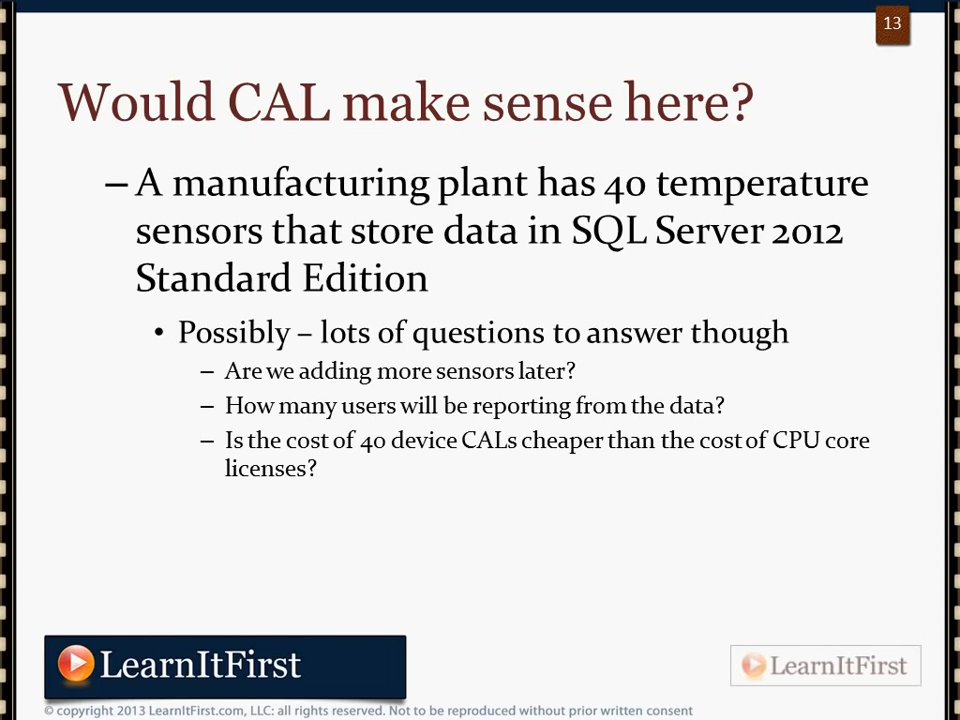 13
Would CAL make sense here?
– A manufacturing plant has 40 temperature
sensors that store data in SQL Server 2012
Standard Edition
• Possibly – lots of questions to answer though
– Are we adding more sensors later?
– How many users will be reporting from the data?
– Is the cost of 40 device CALs cheaper than the cost of CPU core
licenses?
LearnItFirst
LearnItFirst
© copyright 2013 LearnItFirst.com, LLC: all rights reserved. Not to be reproduced without prior written consent